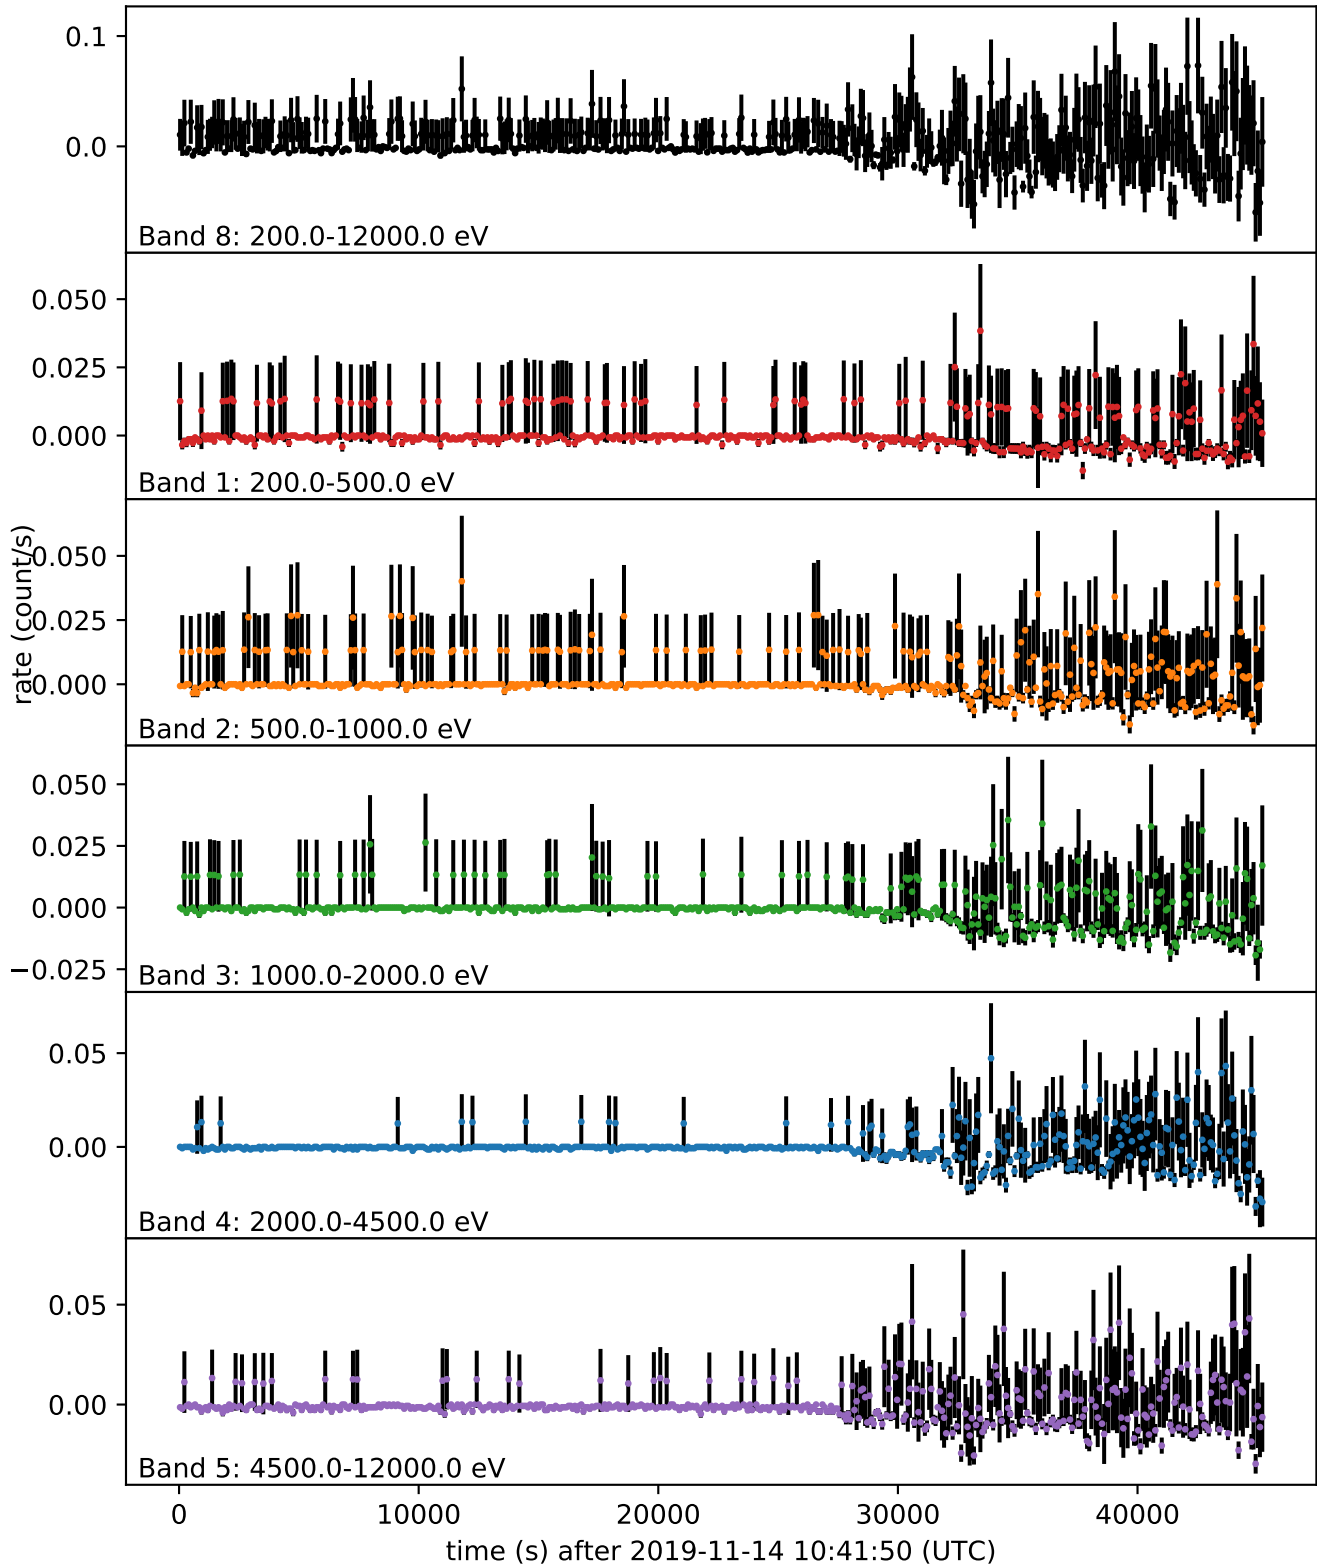 0.1
0.0
Band 8: 200.0-12000.0 eV
0.050
0.025
0.000
Band 1: 200.0-500.0 eV
rate (count/s)
0.050
0.025
0.000
Band 2: 500.0-1000.0 eV
0.050
0.025
0.000
−0.025
Band 3: 1000.0-2000.0 eV
0.05
0.00
Band 4: 2000.0-4500.0 eV
0.05
0.00
Band 5: 4500.0-12000.0 eV
0 10000 20000 30000 40000
time (s) after 2019-11-14 10:41:50 (UTC)